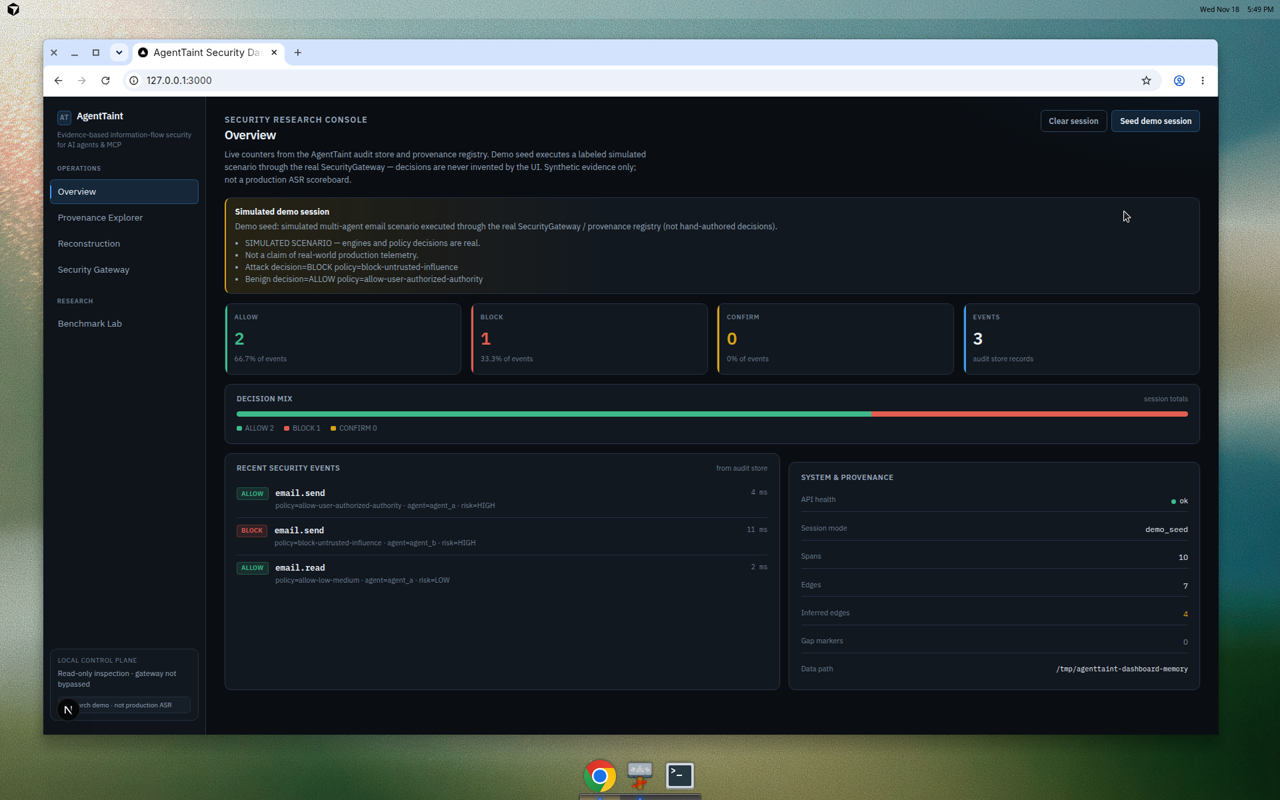 Wed Nov 18 5:49 PM
AgentTaint Security Da
127.0.0.1:3000
AT AgentTaint
Evidence-based information-flow security
for AI agents & MCP
OPERATIONS
Overview
Provenance Explorer
Reconstruction
Security Gateway
RESEARCH
Benchmark Lab
LOCAL CONTROL PLANE
Read-only inspection · gateway not
bypassed
N rch demo · not production ASR
SECURITY RESEARCH CONSOLE
Overview
Clear session
Seed demo session
Live counters from the AgentTaint audit store and provenance registry. Demo seed executes a labeled simulated
scenario through the real SecurityGateway — decisions are never invented by the UI. Synthetic evidence only;
not a production ASR scoreboard.
Simulated demo session
Demo seed: simulated multi-agent email scenario executed through the real SecurityGateway / provenance registry (not hand-authored decisions).
• SIMULATED SCENARIO — engines and policy decisions are real.
• Not a claim of real-world production telemetry.
• Attack decision=BLOCK policy=block-untrusted-influence
• Benign decision=ALLOW policy=allow-user-authorized-authority
ALLOW
2
66.7% of events
BLOCK
1
33.3% of events
CONFIRM
0
0% of events
EVENTS
3
audit store records
DECISION MIX
session totals
ALLOW 2 BLOCK 1 CONFIRM 0
RECENT SECURITY EVENTS
from audit store
ALLOW email.send 4 ms
policy=allow-user-authorized-authority · agent=agent_a · risk=HIGH
BLOCK email.send 11 ms
policy=block-untrusted-influence · agent=agent_b · risk=HIGH
ALLOW email.read 2 ms
policy=allow-low-medium · agent=agent_a · risk=LOW
SYSTEM & PROVENANCE
API health ok
Session mode demo_seed
Spans 10
Edges 7
Inferred edges 4
Gap markers 0
Data path /tmp/agenttaint-dashboard-memory